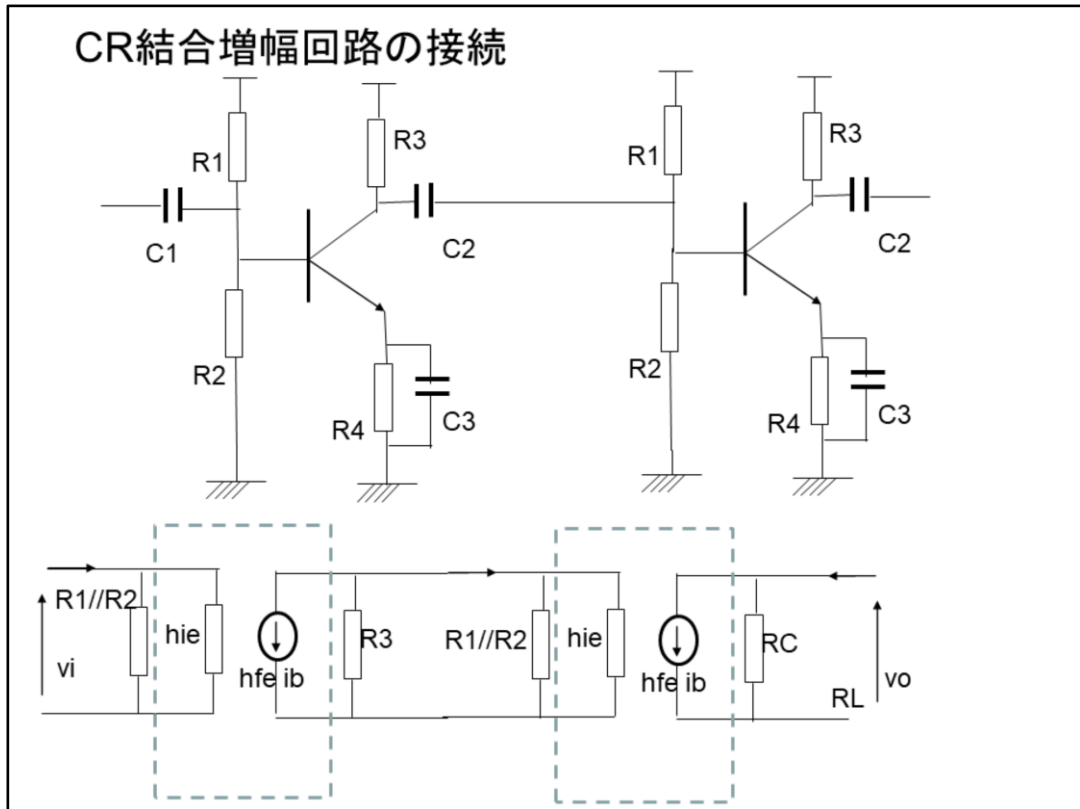 CR結合増幅回路の接続
R1
R3
C1
C2
R2
R4
C3
R1
R3
C2
R2
R4
C3
R1//R2
hie
vi
hfe ib
R3
R1//R2
hie
hfe ib
RC
RL
vo